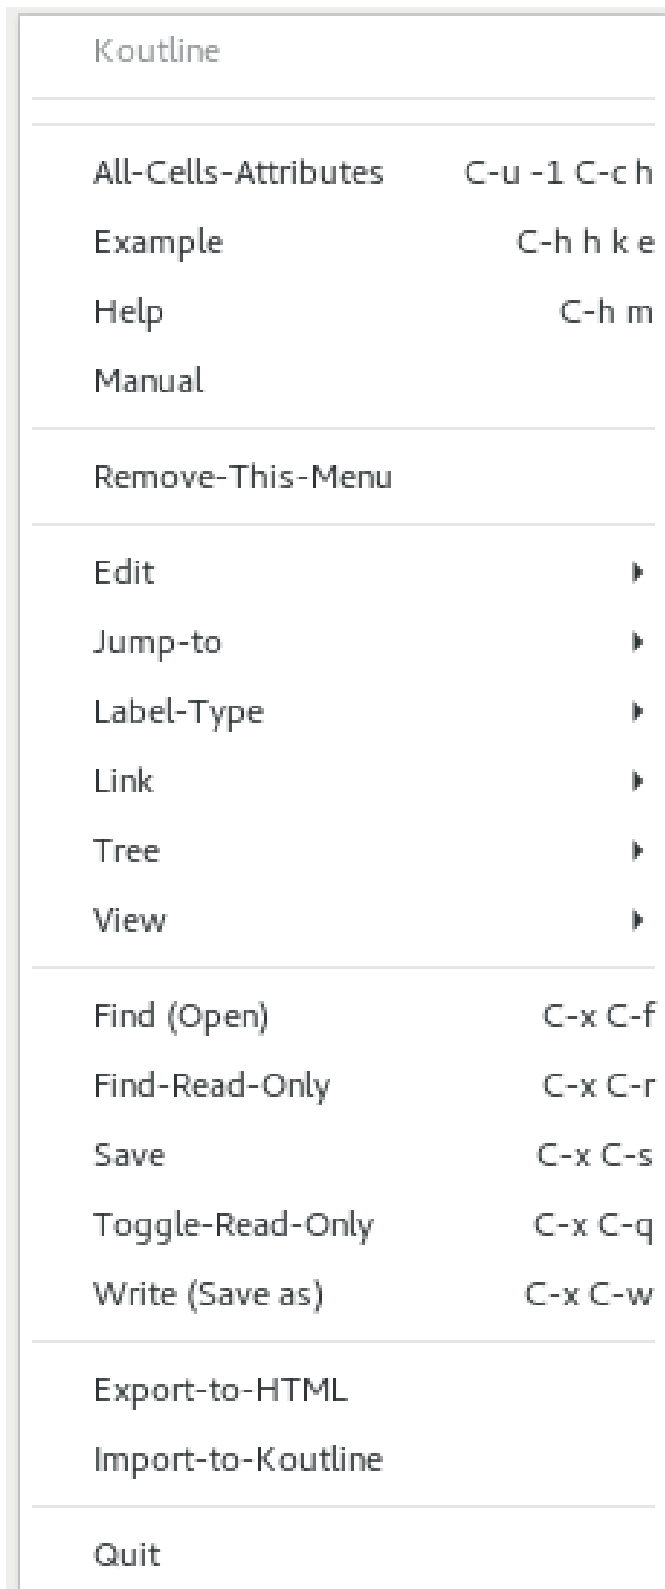 Koutline
All-Cells-Attributes C-u -1 C-c h
Example C-h h k e
Help C-h m
Manual
Remove-This-Menu
Edit
Jump-to
Label-Type
Link
Tree
View
Find (Open) C-x C-f
Find-Read-Only C-x C-r
Save C-x C-s
Toggle-Read-Only C-x C-q
Write (Save as) C-x C-w
Export-to-HTML
Import-to-Koutline
Quit